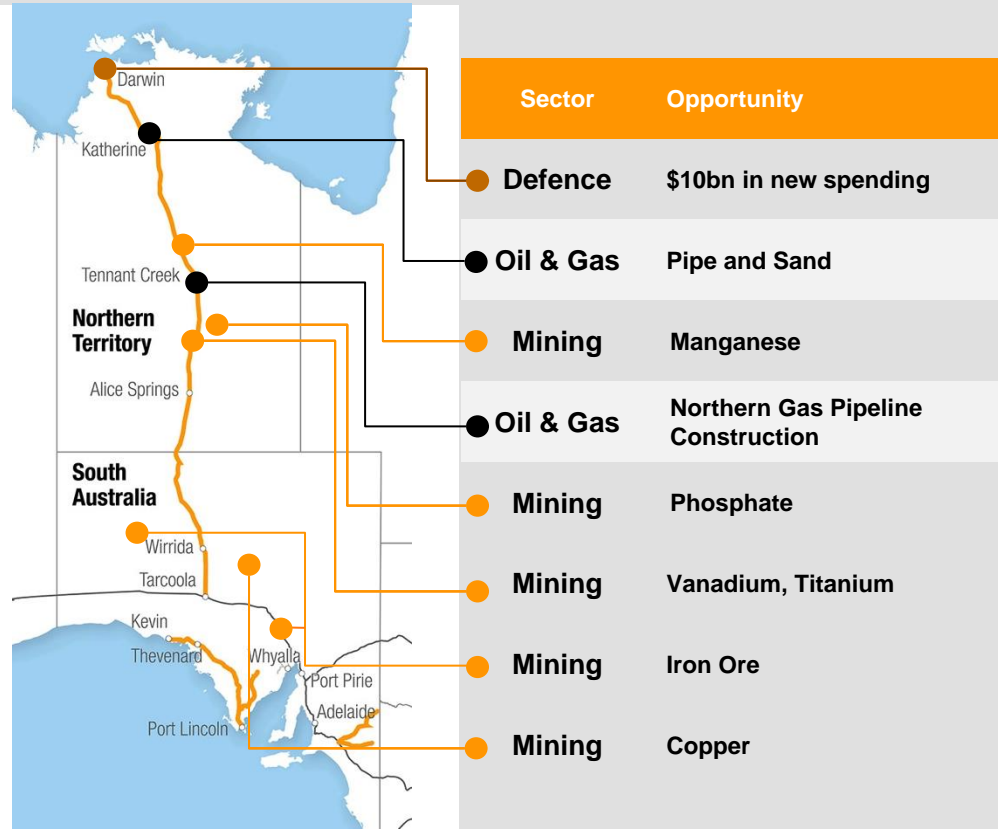 Darwin
Katherine
Tennant Creek
Northern
Territory
Alice Springs
South
Australia
Wirrida
Tarcoola
Kevin
Thevenard
Whyalla
Port Pirie
Adelaide
Port Lincoln
Sector Opportunity
Defence $10bn in new spending
Oil & Gas Pipe and Sand
Mining Manganese
Oil & Gas Northern Gas Pipeline
Construction
Mining Phosphate
Mining Vanadium, Titanium
Mining Iron Ore
Mining Copper